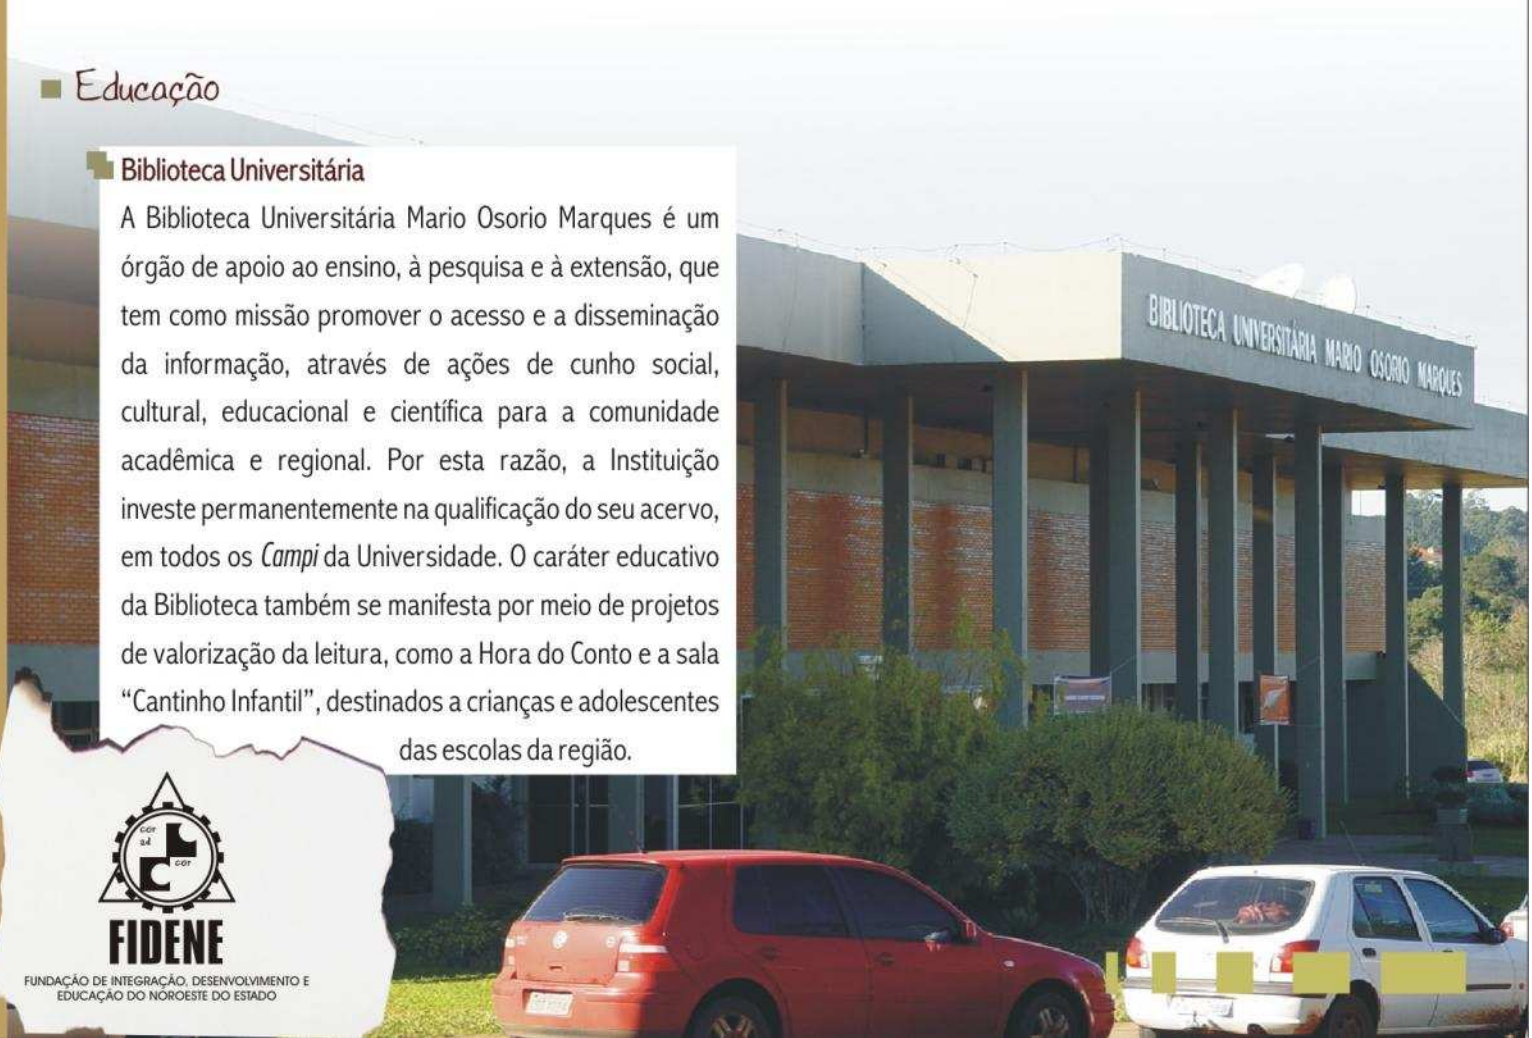 Educação
Biblioteca Universitária
A Biblioteca Universitária Mario Osorio Marques é um
órgão de apoio ao ensino, à pesquisa e à extensão, que
tem como missão promover o acesso e a disseminação
da informação, através de ações de cunho social,
cultural, educacional e científica para a comunidade
acadêmica e regional. Por esta razão, a Instituição
investe permanentemente na qualificação do seu acervo,
em todos os Campi da Universidade. O caráter educativo
da Biblioteca também se manifesta por meio de projetos
de valorização da leitura, como a Hora do Conto e a sala
“Cantinho Infantil”, destinados a crianças e adolescentes
das escolas da região.
BIBLIOTECA UNIVERSITÁRIA MARIO OSORIO MARQUES
cor
ad
cor
FIDENE
FUNDAÇÃO DE INTEGRAÇÃO, DESENVOLVIMENTO E
EDUCAÇÃO DO NOROESTE DO ESTADO